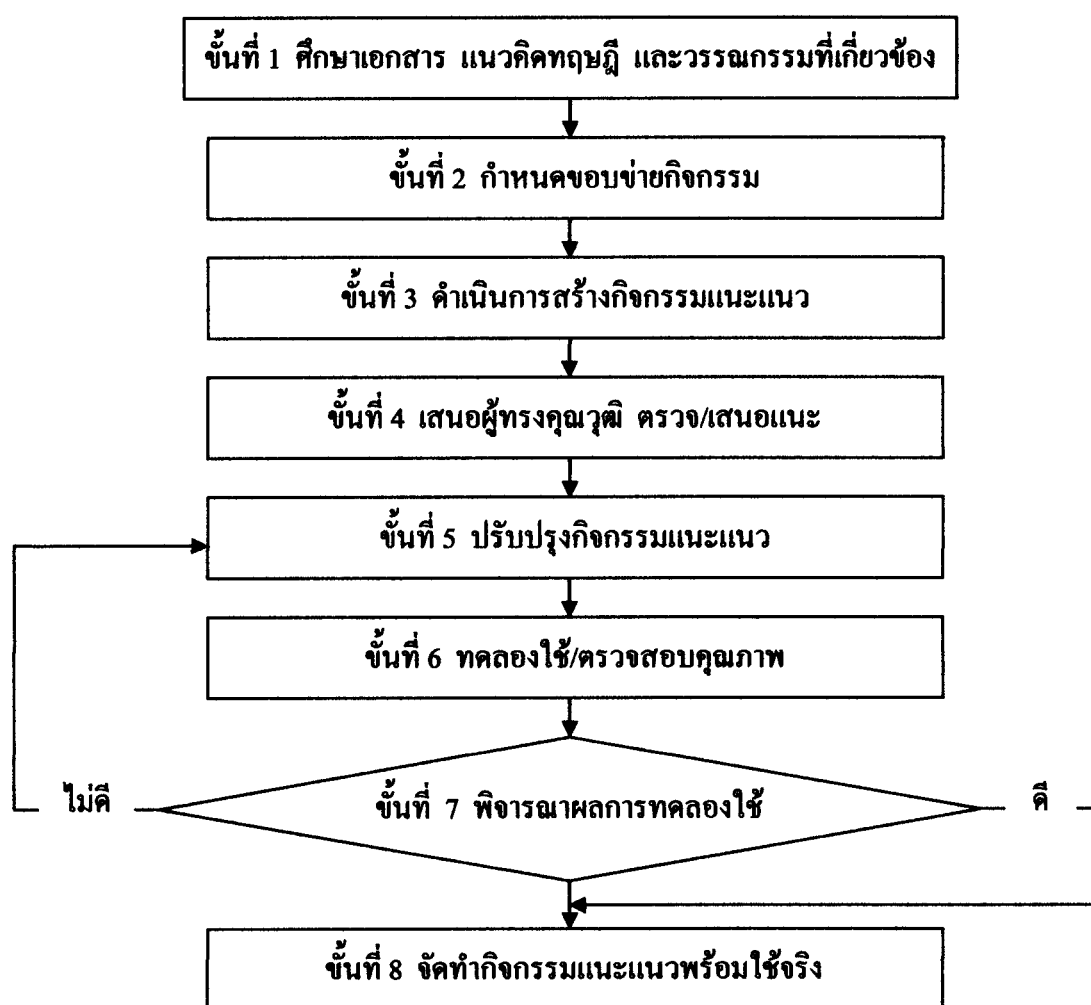 ขั้นที่ 1 ศึกษาเอกสาร แนวคิดทฤษฎี และวรรณกรรมที่เกี่ยวข้อง
ขั้นที่ 2 กำหนดขอบข่ายกิจกรรม
ขั้นที่ 3 ดำเนินการสร้างกิจกรรมแนะแนว
ขั้นที่ 4 เสนอผู้ทรงคุณวุฒิ ตรวจ/เสนอแนะ
ขั้นที่ 5 ปรับปรุงกิจกรรมแนะแนว
ขั้นที่ 6 ทดลองใช้/ตรวจสอบคุณภาพ
ไม่ดี
ขั้นที่ 7 พิจารณาผลการทดลองใช้
ดี
ขั้นที่ 8 จัดทำกิจกรรมแนะแนวพร้อมใช้จริง